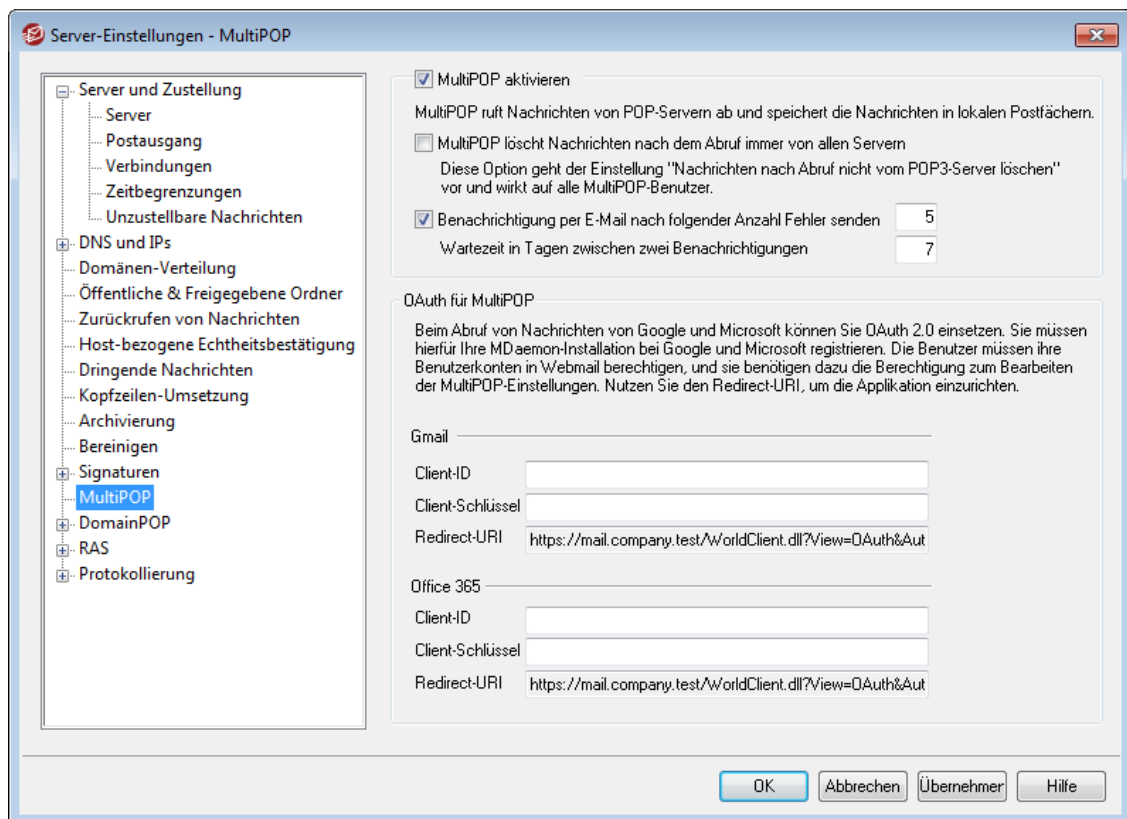 Server-Einstellungen - MultiPOP
Server und Zustellung
Server
Postausgang
Verbindungen
Zeitbegrenzungen
Unzustellbare Nachrichten
DNS und IPs
Domänen-Verteilung
Öffentliche & Freigegebene Ordner
Zurückrufen von Nachrichten
Host-bezogene Echtheitsbestätigung
Dringende Nachrichten
Kopfzeilen-Umsetzung
Archivierung
Bereinigen
Signaturen
MultiPOP
DomainPOP
RAS
Protokollierung
MultiPOP aktivieren
MultiPOP ruft Nachrichten von POP-Servern ab und speichert die Nachrichten in lokalen Postfächern.
MultiPOP löscht Nachrichten nach dem Abruf immer von allen Servern
Diese Option geht der Einstellung "Nachrichten nach Abruf nicht vom POP3-Server löschen"
vor und wirkt auf alle MultiPOP-Benutzer.
Benachrichtigung per E-Mail nach folgender Anzahl Fehler senden 5
Wartezeit in Tagen zwischen zwei Benachrichtigungen 7
OAuth für MultiPOP
Beim Abruf von Nachrichten von Google und Microsoft können Sie OAuth 2.0 einsetzen. Sie müssen
hierfür Ihre MDaemon-Installation bei Google und Microsoft registrieren. Die Benutzer müssen ihre
Benutzerkonten in Webmail berechtigen, und sie benötigen dazu die Berechtigung zum Bearbeiten
der MultiPOP-Einstellungen. Nutzen Sie den Redirect-URI, um die Applikation einzurichten.
Gmail
Client-ID
Client-Schlüssel
Redirect-URI https://mail.company.test/WorldClient.dll?View=OAuth&Aut
Office 365
Client-ID
Client-Schlüssel
Redirect-URI https://mail.company.test/WorldClient.dll?View=OAuth&Aut
OK Abbrechen Übernehmer Hilfe